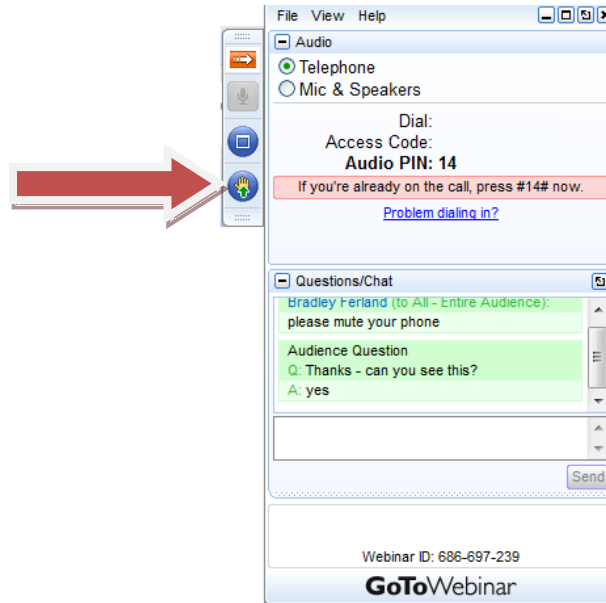 File View Help
Audio
Telephone
Mic & Speakers
Dial:
Access Code:
Audio PIN: 14
If you're already on the call, press #14# now.
Problem dialing in?
Questions/Chat
Bradley Ferland (to All - Entire Audience):
please mute your phone
Audience Question
Q: Thanks - can you see this?
A: yes
Send
Webinar ID: 686-697-239
GoToWebinar